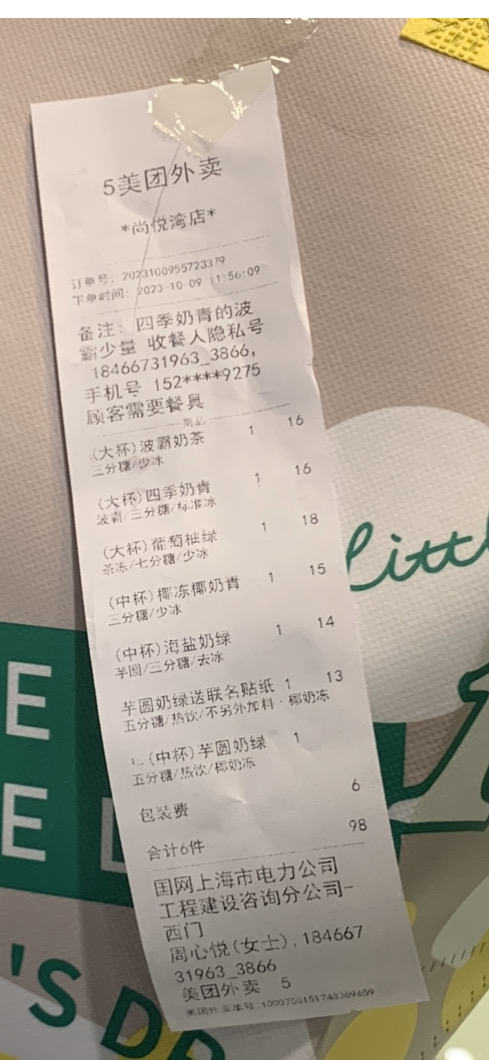 5美团外卖
*尚悦湾店*
订单号: 2023100955723379
下单时间: 2023-10-09 11:56:09
备注: 四季奶青的波
霸少量 收餐人隐私号
18466731963_3866,
手机号 152****9275
顾客需要餐具
商品
(大杯)波霸奶茶 1 16
三分糖/少冰
(大杯)四季奶青 1 16
波霸/三分糖/标准冰
(大杯)葡萄柚绿 1 18
茶冻/七分糖/少冰
(中杯)椰冻椰奶青 1 15
三分糖/少冰
(中杯)海盐奶绿 1 14
芋圆/三分糖/去冰
芋圆奶绿送联名贴纸 1 13
五分糖/热饮/不另外加料·椰奶冻
(中杯)芋圆奶绿 1
五分糖/热饮/椰奶冻
包装费 6
合计6件 98
国网上海市电力公司
工程建设咨询分公司-
西门
周心悦(女士), 184667
31963_3866
美团外卖 5
美团外卖单号:
Littl
E
E
'S DR